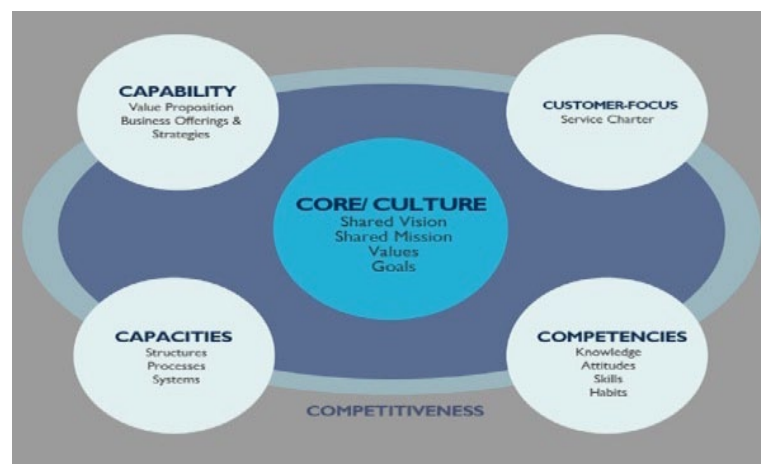 CAPABILITY
Value Proposition
Business Offerings &
Strategies
CUSTOMER-FOCUS
Service Charter
CORE/ CULTURE
Shared Vision
Shared Mission
Values
Goals
CAPACITIES
Structures
Processes
Systems
COMPETENCIES
Knowledge
Attitudes
Skills
Habits
COMPETITIVENESS